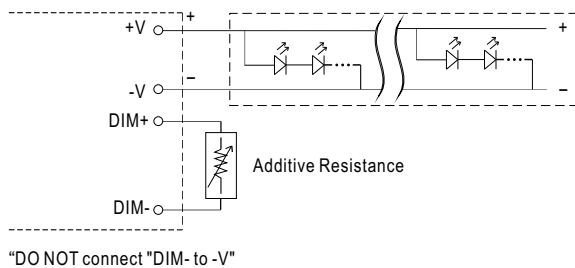 +
+V
+
−
-V
−
DIM+
Additive Resistance
DIM-
“DO NOT connect "DIM- to -V"